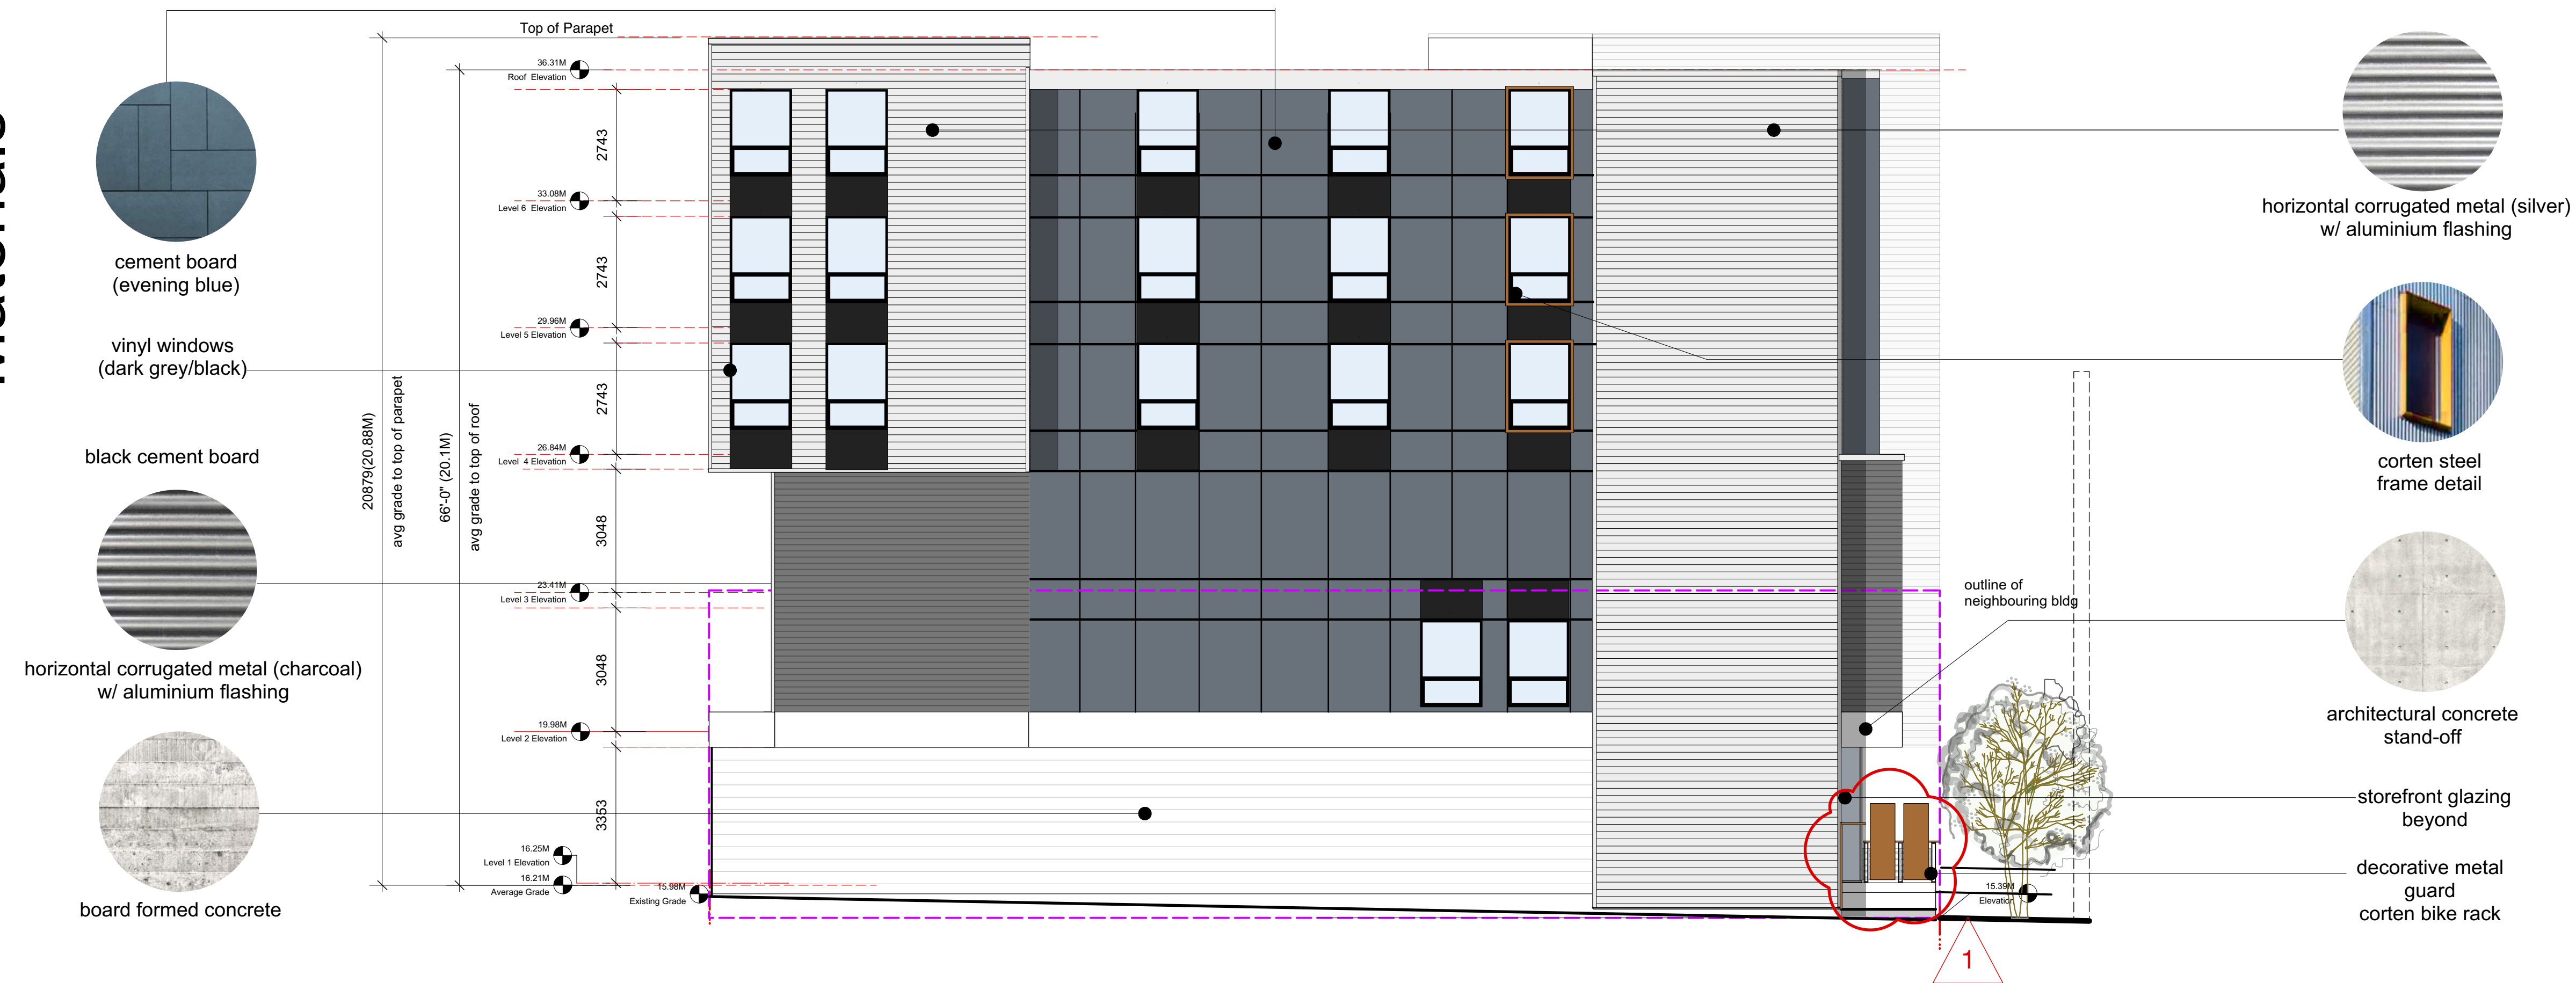 Materials
cement board
(evening blue)
vinyl windows
(dark grey/black)
black cement board
horizontal corrugated metal (charcoal)
w/ aluminium flashing
board formed concrete
20879(20.88M)
avg grade to top of parapet
66'-0" (20.1M)
avg grade to top of roof
Top of Parapet
36.31M
Roof Elevation
2743
33.08M
Level 6 Elevation
2743
29.96M
Level 5 Elevation
2743
26.84M
Level 4 Elevation
3048
23.41M
Level 3 Elevation
3048
19.98M
Level 2 Elevation
3353
16.25M
Level 1 Elevation
16.21M
Average Grade
15.98M
Existing Grade
outline of
neighbouring bldg
15.39M
Elevation
1
horizontal corrugated metal (silver)
w/ aluminium flashing
corten steel
frame detail
architectural concrete
stand-off
storefront glazing
beyond
decorative metal
guard
corten bike rack